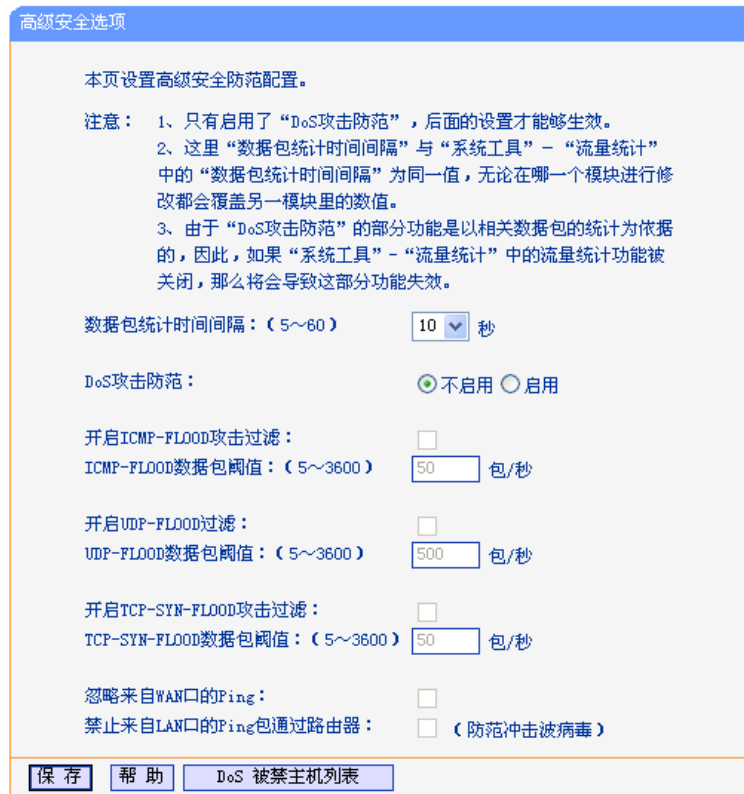 高级安全选项
本页设置高级安全防范配置。
注意： 1、只有启用了“DoS攻击防范”，后面的设置才能够生效。
2、这里“数据包统计时间间隔”与“系统工具”-“流量统计”
中的“数据包统计时间间隔”为同一值，无论在哪一个模块进行修
改都会覆盖另一模块里的数值。
3、由于“DoS攻击防范”的部分功能是以相关数据包的统计为依据
的，因此，如果“系统工具”-“流量统计”中的流量统计功能被
关闭，那么将会导致这部分功能失效。
数据包统计时间间隔：（5～60） 10 秒
DoS攻击防范： 不启用 启用
开启ICMP-FLOOD攻击过滤：
ICMP-FLOOD数据包阈值：（5～3600） 50 包/秒
开启UDP-FLOOD过滤：
UDP-FLOOD数据包阈值：（5～3600） 500 包/秒
开启TCP-SYN-FLOOD攻击过滤：
TCP-SYN-FLOOD数据包阈值：（5～3600） 50 包/秒
忽略来自WAN口的Ping：
禁止来自LAN口的Ping包通过路由器： （防范冲击波病毒）
保 存 帮 助 DoS 被禁主机列表